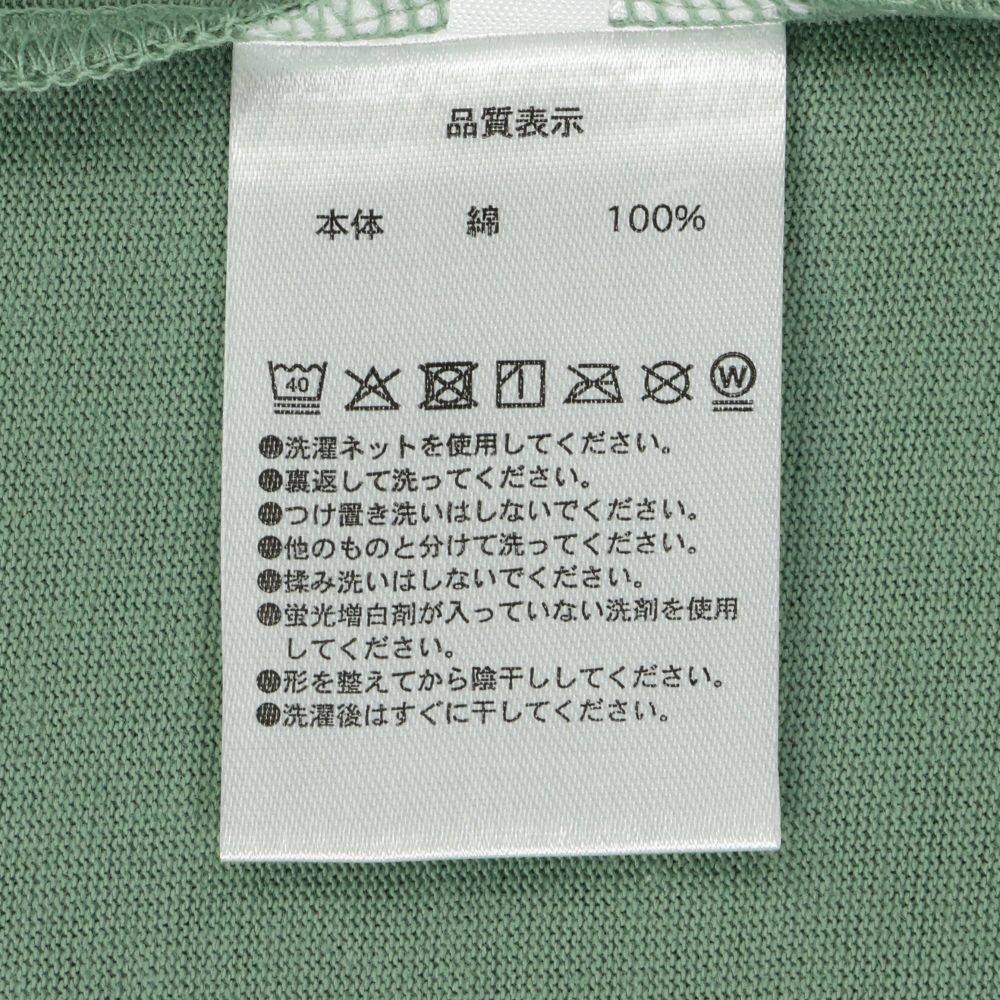 品質表示
本体 綿 100%
40 W
●洗濯ネットを使用してください。
●裏返して洗ってください。
●つけ置き洗いはしないでください。
●他のものと分けて洗ってください。
●揉み洗いはしないでください。
●蛍光増白剤が入っていない洗剤を使用
してください。
●形を整えてから陰干ししてください。
●洗濯後はすぐに干してください。